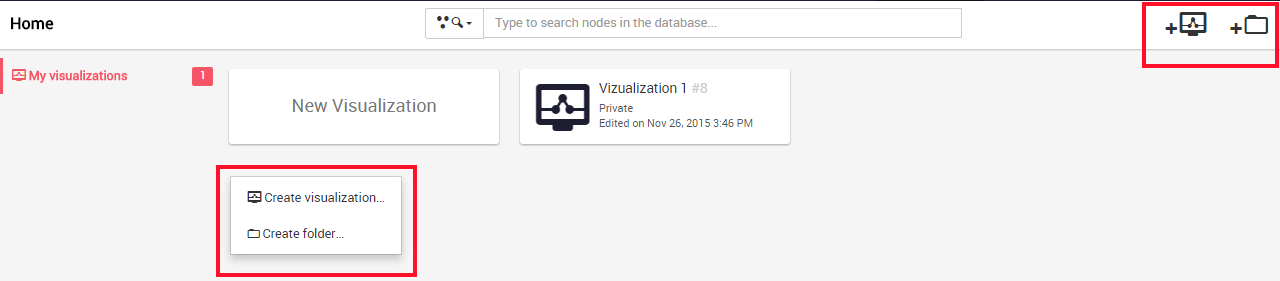 Home
Type to search nodes in the database...
+
+
My visualizations
1
New Visualization
Vizualization 1 #8
Private
Edited on Nov 26, 2015 3:46 PM
Create visualization...
Create folder...